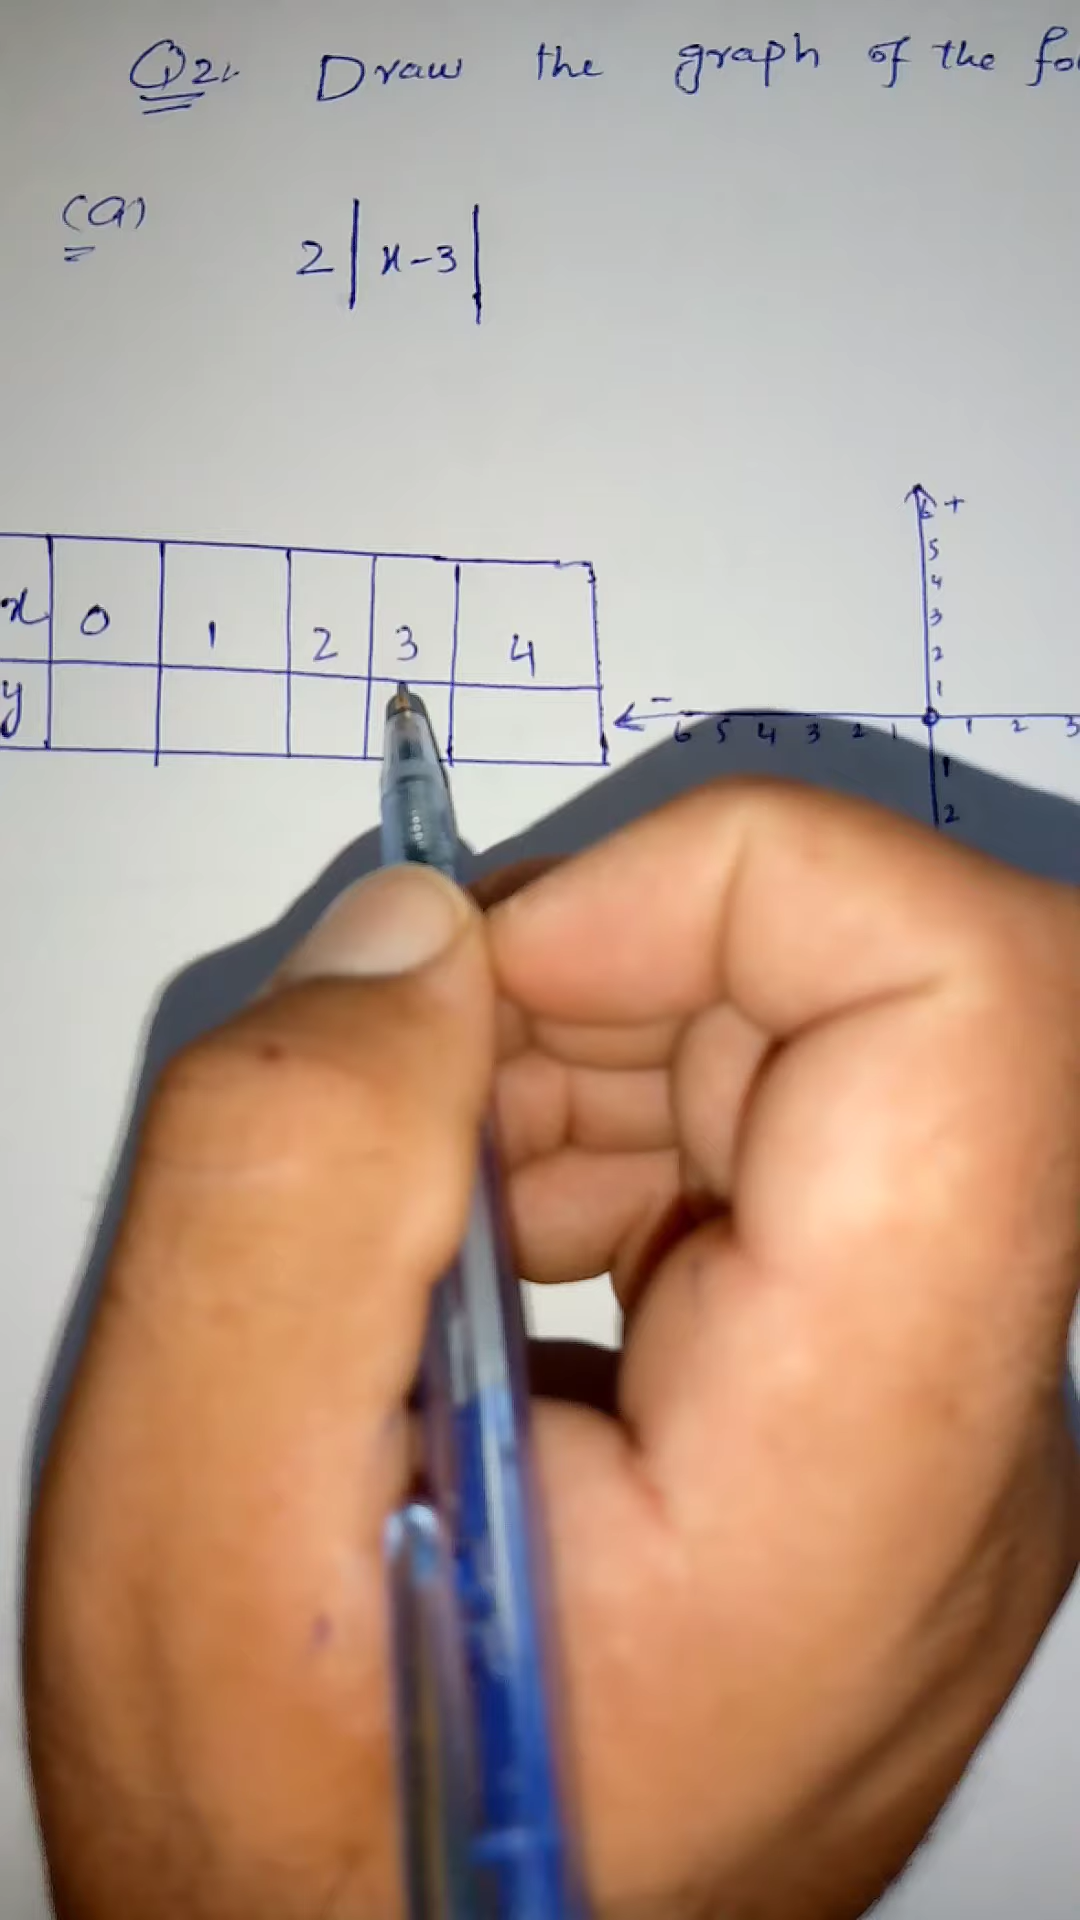 Q2. Draw the graph of the fo
(a) 2|x-3|
x 0 1 2 3 4
y
+
6
5
4
3
2
1
- 6 5 4 3 2 1 1 2 3
1
2